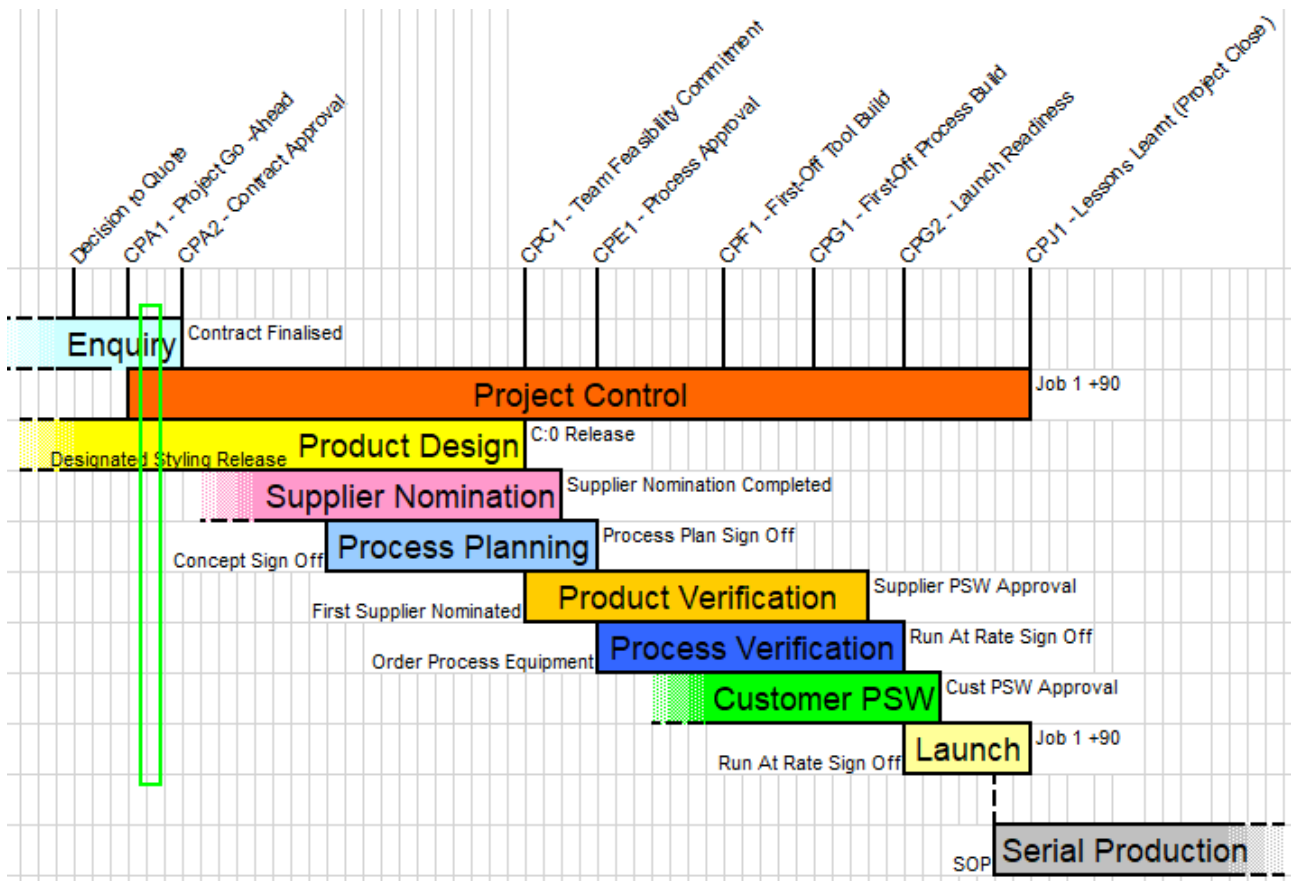 Decision to Quote
CPA1 - Project Go -Ahead
CPA2 - Contract Approval
CPC1 - Team Feasibility Commitment
CPE1 - Process Approval
CPF1 - First-Off Tool Build
CPG1 - First-Off Process Build
CPG2 - Launch Readiness
CPJ1 - Lessons Learnt (Project Close)
Enquiry
Contract Finalised
Project Control
Job 1 +90
Product Design
C:0 Release
Designated Styling Release
Supplier Nomination
Supplier Nomination Completed
Concept Sign Off
Process Planning
Process Plan Sign Off
First Supplier Nominated
Product Verification
Supplier PSW Approval
Order Process Equipment
Process Verification
Run At Rate Sign Off
Customer PSW
Cust PSW Approval
Run At Rate Sign Off
Launch
Job 1 +90
SOP
Serial Production